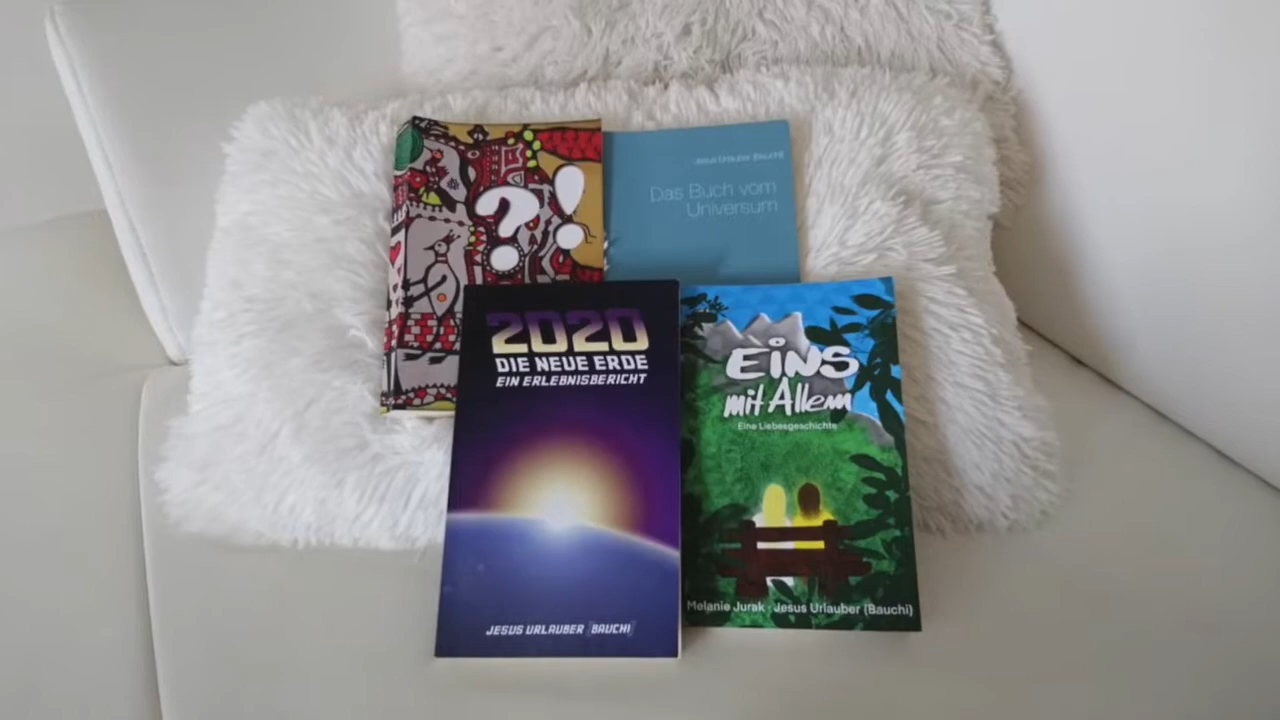 ?!
Das Buch vom
Universum
2020
DIE NEUE ERDE
EIN ERLEBNISBERICHT
JESUS URLAUBER [BAUCHI]
EiNS
mit Allem
Eine Liebesgeschichte
Melanie Jurak · Jesus Urlauber (Bauchi)